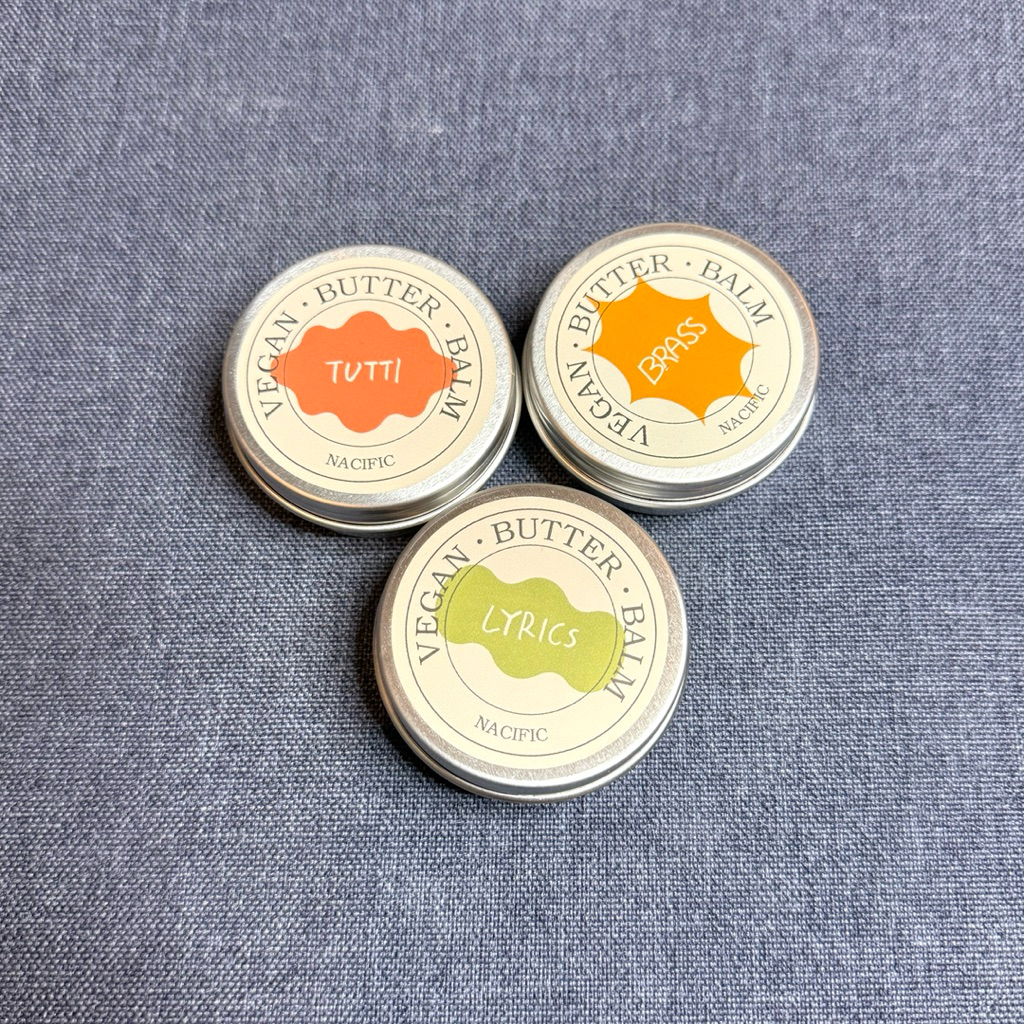 VEGAN · BUTTER · BALM
TUTTI
NACIFIC
VEGAN · BUTTER · BALM
BRASS
NACIFIC
VEGAN · BUTTER · BALM
LYRICS
NACIFIC